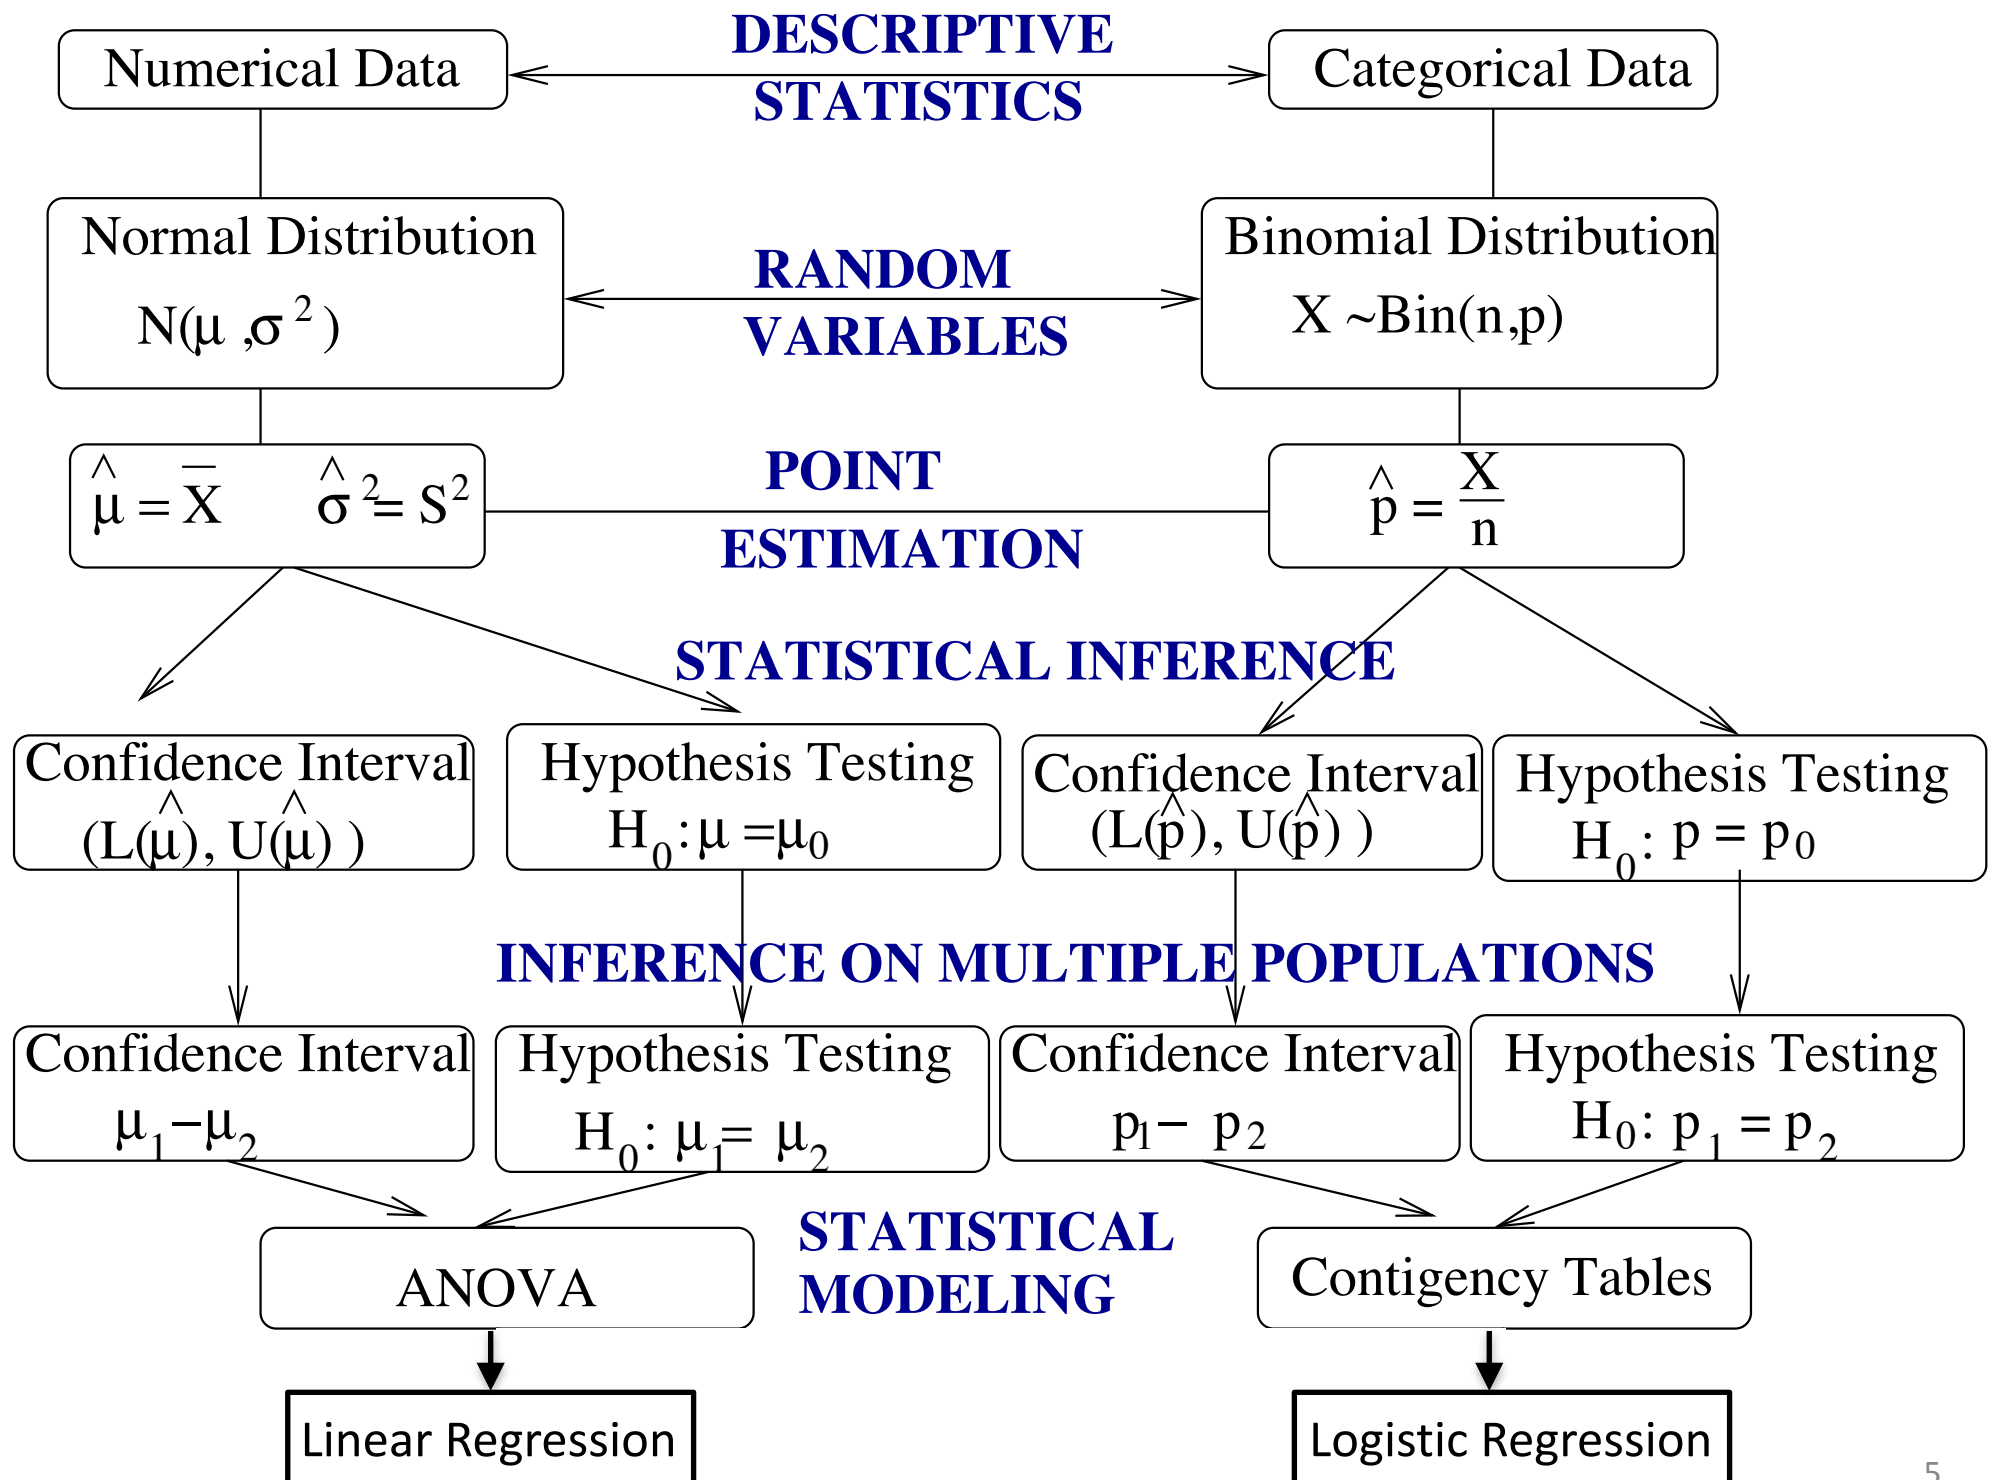 Numerical Data
DESCRIPTIVE
STATISTICS
Categorical Data
Normal Distribution
N(μ ,σ²)
RANDOM
VARIABLES
Binomial Distribution
X ~Bin(n,p)
μ̂ = X̄ σ̂² = S²
POINT
ESTIMATION
p̂ = X/n
STATISTICAL INFERENCE
Confidence Interval
(L(μ̂), U(μ̂) )
Hypothesis Testing
H₀: μ =μ₀
Confidence Interval
(L(p̂), U(p̂) )
Hypothesis Testing
H₀: p = p₀
INFERENCE ON MULTIPLE POPULATIONS
Confidence Interval
μ₁−μ₂
Hypothesis Testing
H₀: μ₁= μ₂
Confidence Interval
p₁− p₂
Hypothesis Testing
H₀: p₁ = p₂
ANOVA
STATISTICAL
MODELING
Contigency Tables
Linear Regression
Logistic Regression
5